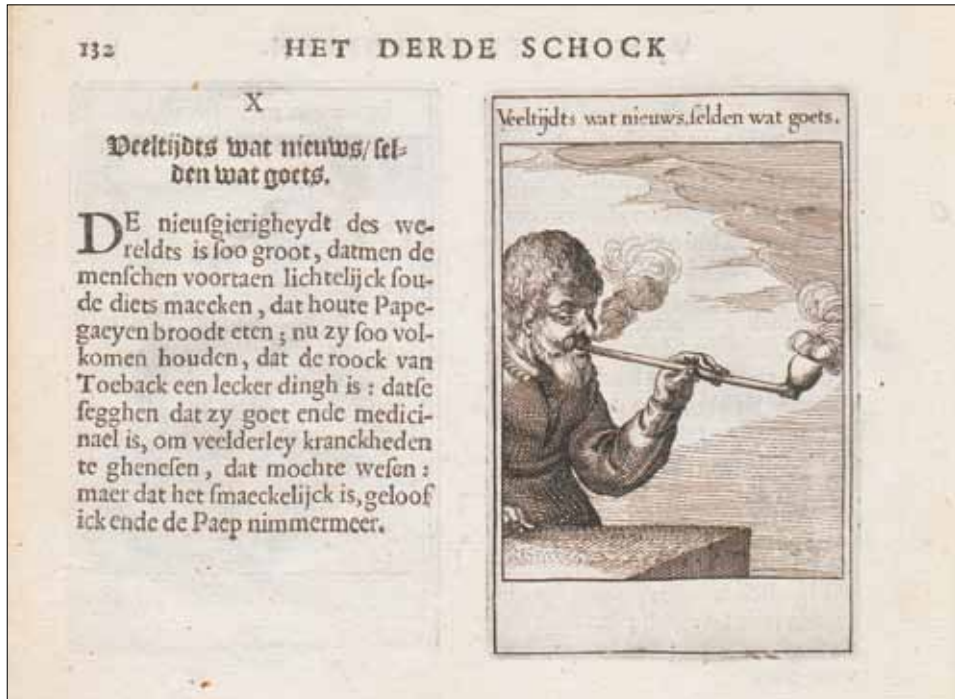 132 HET DERDE SCHOCK
X
Veeltijdts wat nieuws/ sel-
den wat goets.
DE nieusgierigheydt des we-
reldts is soo groot, datmen de
menschen voortaen lichtelijck sou-
de diets maecken, dat houte Pape-
gaeyen broodt eten; nu zy soo vol-
komen houden, dat de roock van
Toeback een lecker dingh is: datse
segghen dat zy goet ende medici-
nael is, om veelderley kranckheden
te ghenesen, dat mochte wesen:
maer dat het smaeckelijck is, geloof
ick ende de Paep nimmermeer.
Veeltijdts wat nieuws, selden wat goets.